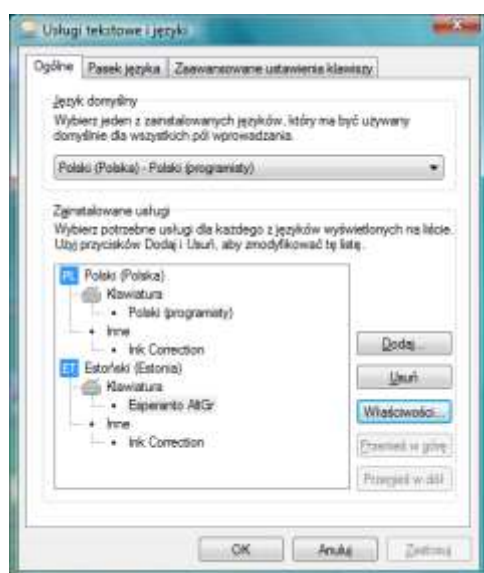 Usługi tekstowe i języki
Ogólne Pasek języka Zaawansowane ustawienia klawiszy
Język domyślny
Wybierz jeden z zainstalowanych języków, który ma być używany
domyślnie dla wszystkich pól wprowadzania.
Polski (Polska) - Polski (programisty)
Zainstalowane usługi
Wybierz potrzebne usługi dla każdego z języków wyświetlonych na liście.
Użyj przycisków Dodaj i Usuń, aby zmodyfikować tę listę.
PL Polski (Polska)
Klawiatura
Polski (programisty)
Inne
Ink Correction
ET Estoński (Estonia)
Klawiatura
Esperanto AltGr
Inne
Ink Correction
Dodaj...
Usuń
Właściwości...
Przenieś w górę
Przenieś w dół
OK Anuluj Zastosuj